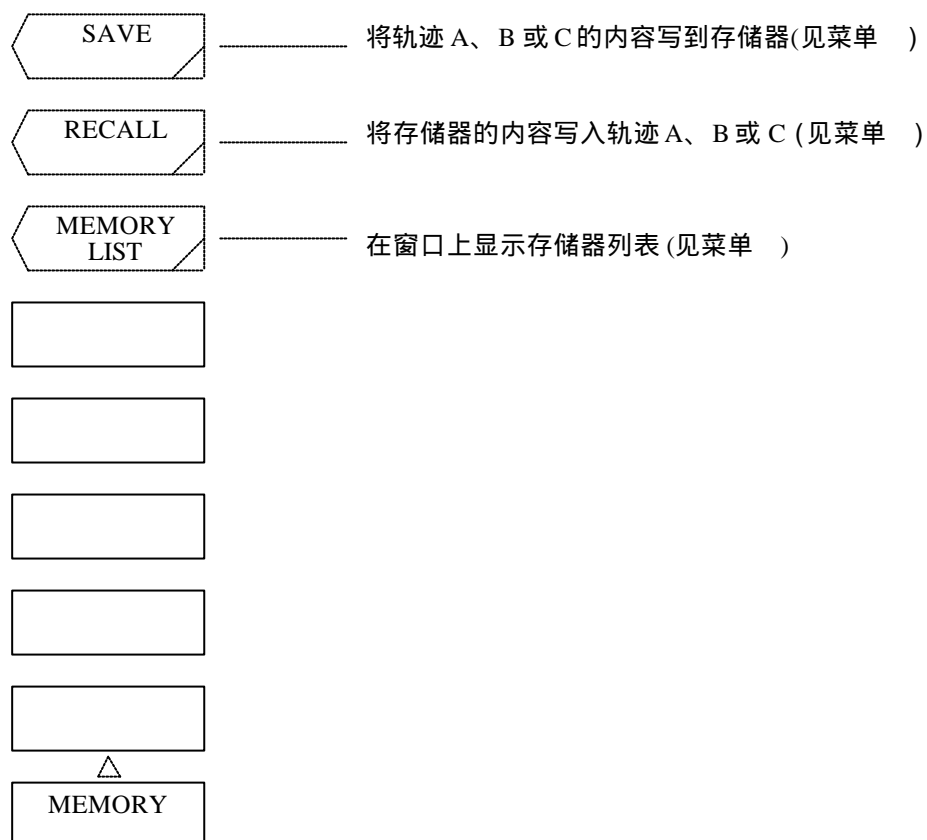 SAVE
将轨迹 A、B 或 C 的内容写到存储器(见菜单 )
RECALL
将存储器的内容写入轨迹 A、B 或 C (见菜单 )
MEMORY
LIST
在窗口上显示存储器列表 (见菜单 )
MEMORY